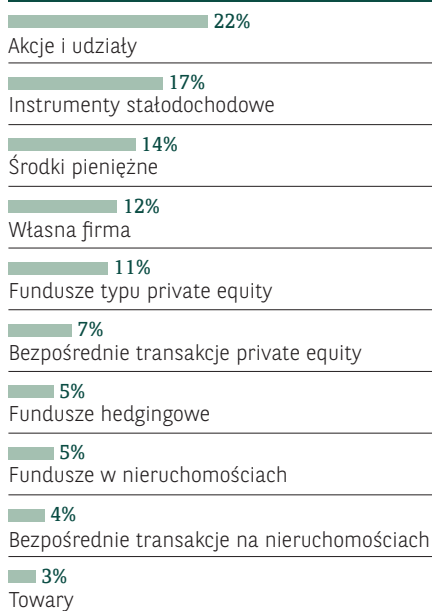 22%
Akcje i udziały
17%
Instrumenty stałodochodowe
14%
Środki pieniężne
12%
Własna firma
11%
Fundusze typu private equity
7%
Bezpośrednie transakcje private equity
5%
Fundusze hedgingowe
5%
Fundusze w nieruchomościach
4%
Bezpośrednie transakcje na nieruchomościach
3%
Towary